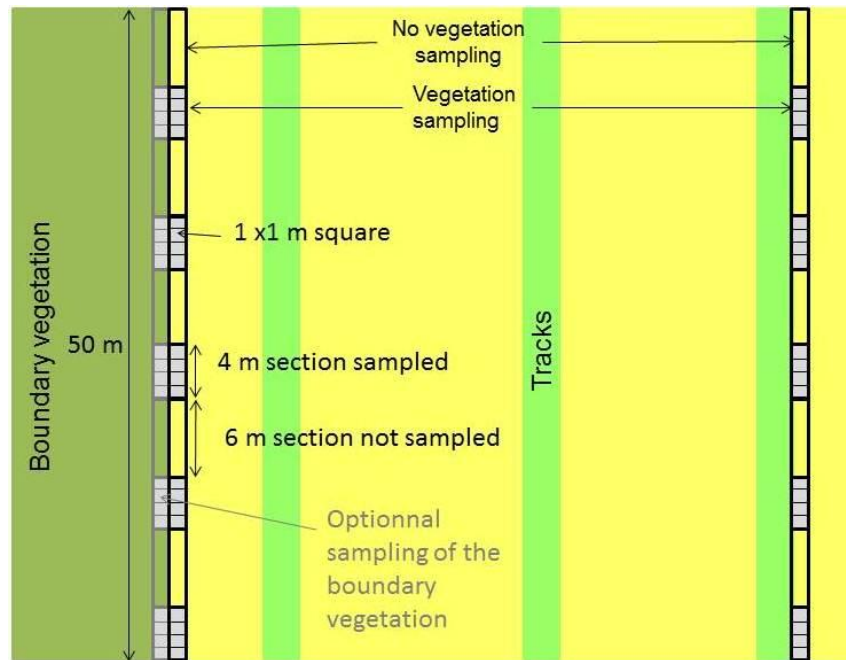 No vegetation
sampling
Vegetation
sampling
1 x1 m square
Boundary vegetation
50 m
4 m section sampled
Tracks
6 m section not sampled
Optionnal
sampling of the
boundary
vegetation